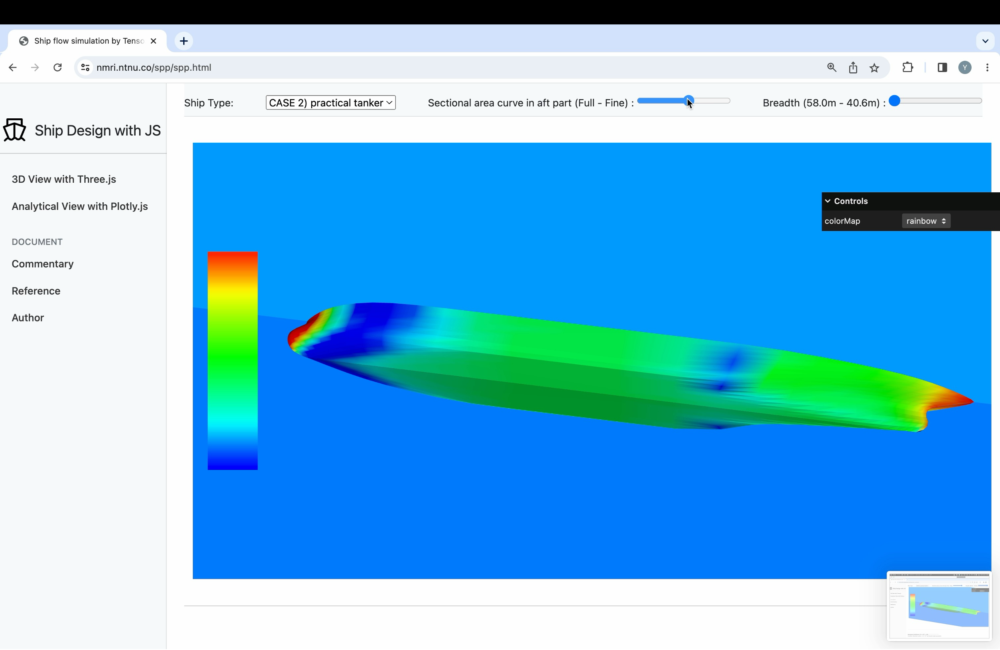 Ship flow simulation by Tens
nmri.ntnu.co/spp/spp.html
Y
Ship Type:
CASE 2) practical tanker
Sectional area curve in aft part (Full - Fine) :
Breadth (58.0m - 40.6m) :
Ship Design with JS
3D View with Three.js
Analytical View with Plotly.js
DOCUMENT
Commentary
Reference
Author
Controls
colorMap
rainbow